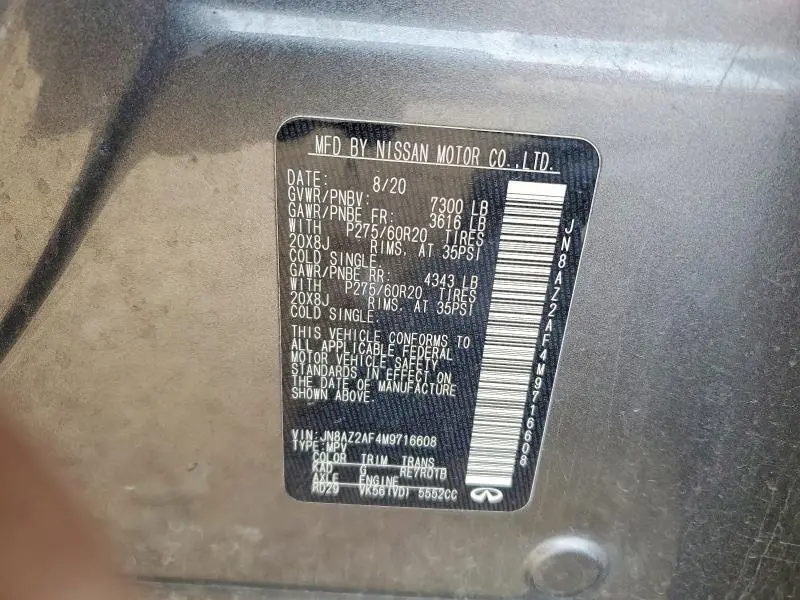 MFD BY NISSAN MOTOR CO.,LTD.
DATE: 8/20
GVWR/PNBV: 7300 LB
GAWR/PNBE FR: 3616 LB
WITH P275/60R20 TIRES
20X8J RIMS. AT 35PSI
COLD SINGLE.
GAWR/PNBE RR: 4343 LB
WITH P275/60R20 TIRES
20X8J RIMS. AT 35PSI
COLD SINGLE.
THIS VEHICLE CONFORMS TO
ALL APPLICABLE FEDERAL
MOTOR VEHICLE SAFETY
STANDARDS IN EFFECT ON
THE DATE OF MANUFACTURE
SHOWN ABOVE.
VIN: JN8AZ2AF4M9716608
TYPE: MPV
COLOR TRIM TRANS
KAD G RE7R01B
AXLE ENGINE
RD29 VK56(VD) 5552CC
JN8AZ2AF4M9716608